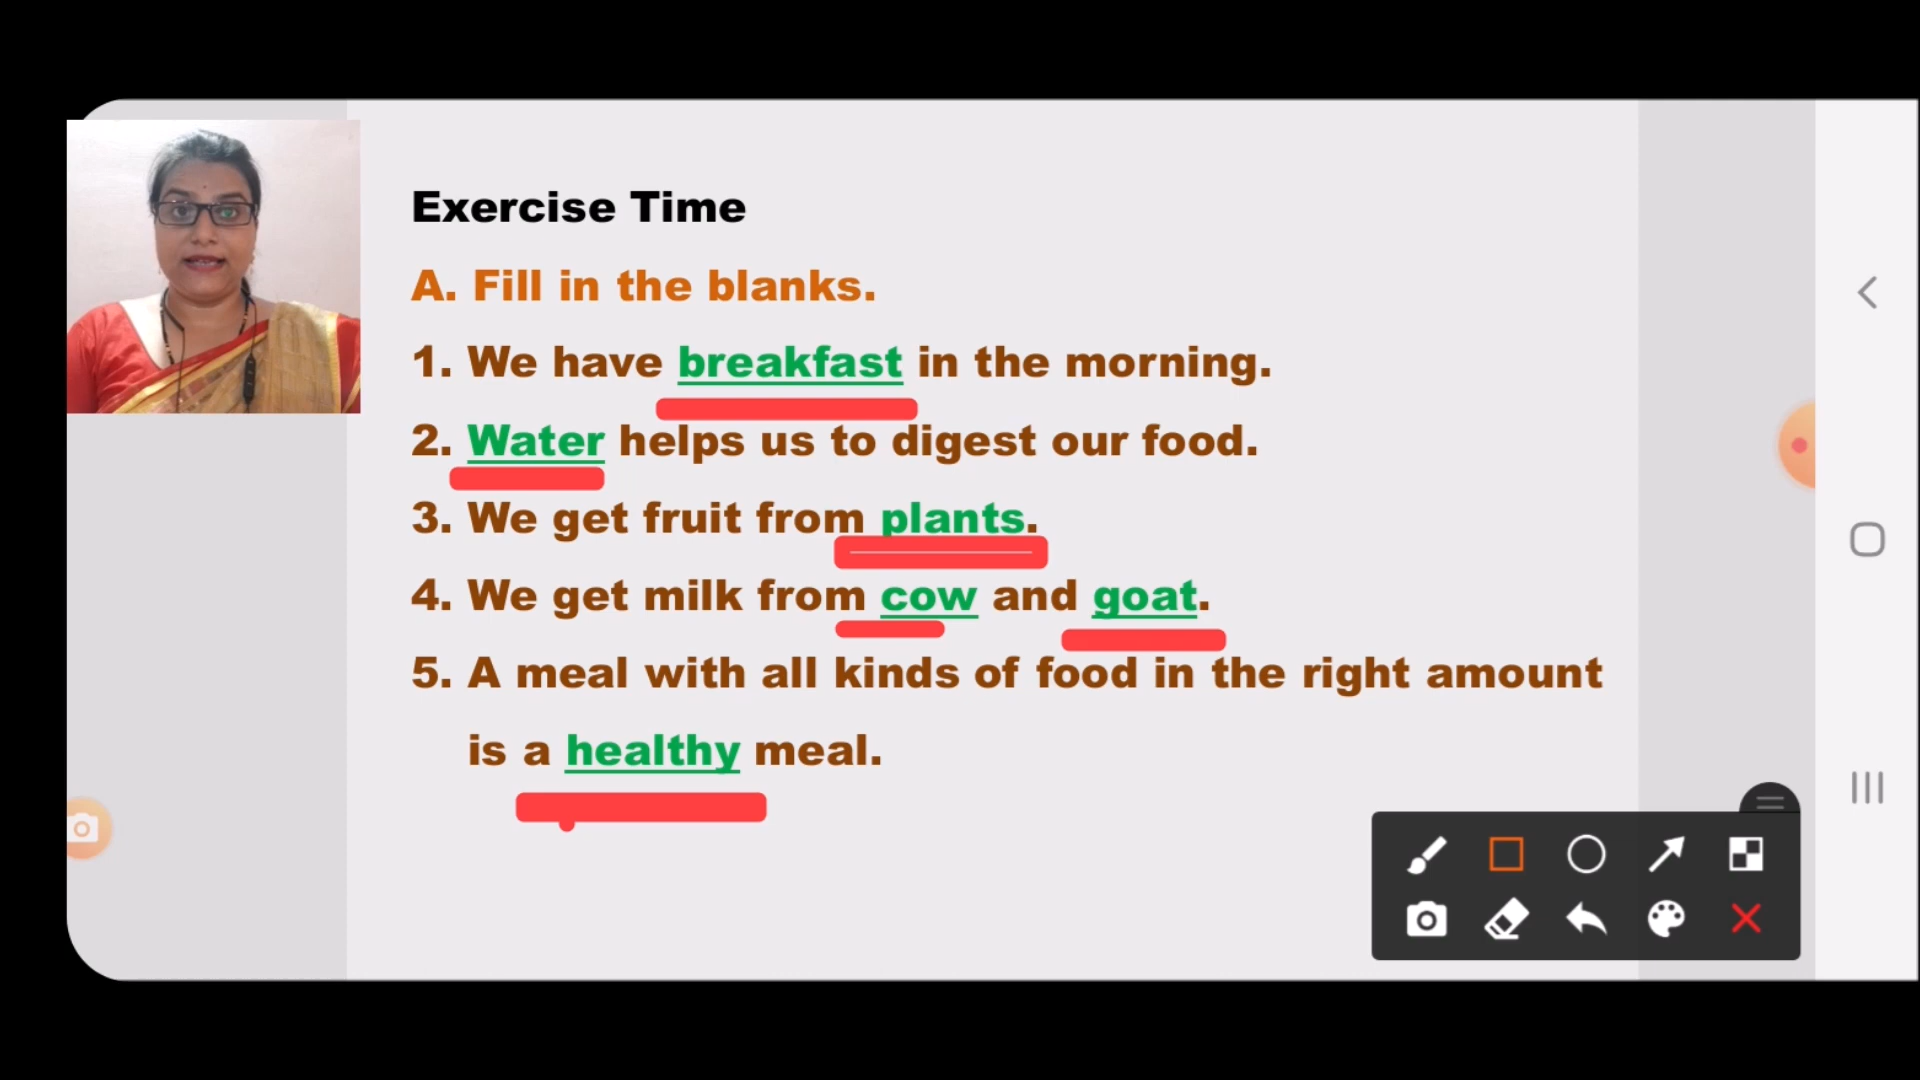 Exercise Time
A. Fill in the blanks.
1. We have breakfast in the morning.
2. Water helps us to digest our food.
3. We get fruit from plants.
4. We get milk from cow and goat.
5. A meal with all kinds of food in the right amount
is a healthy meal.